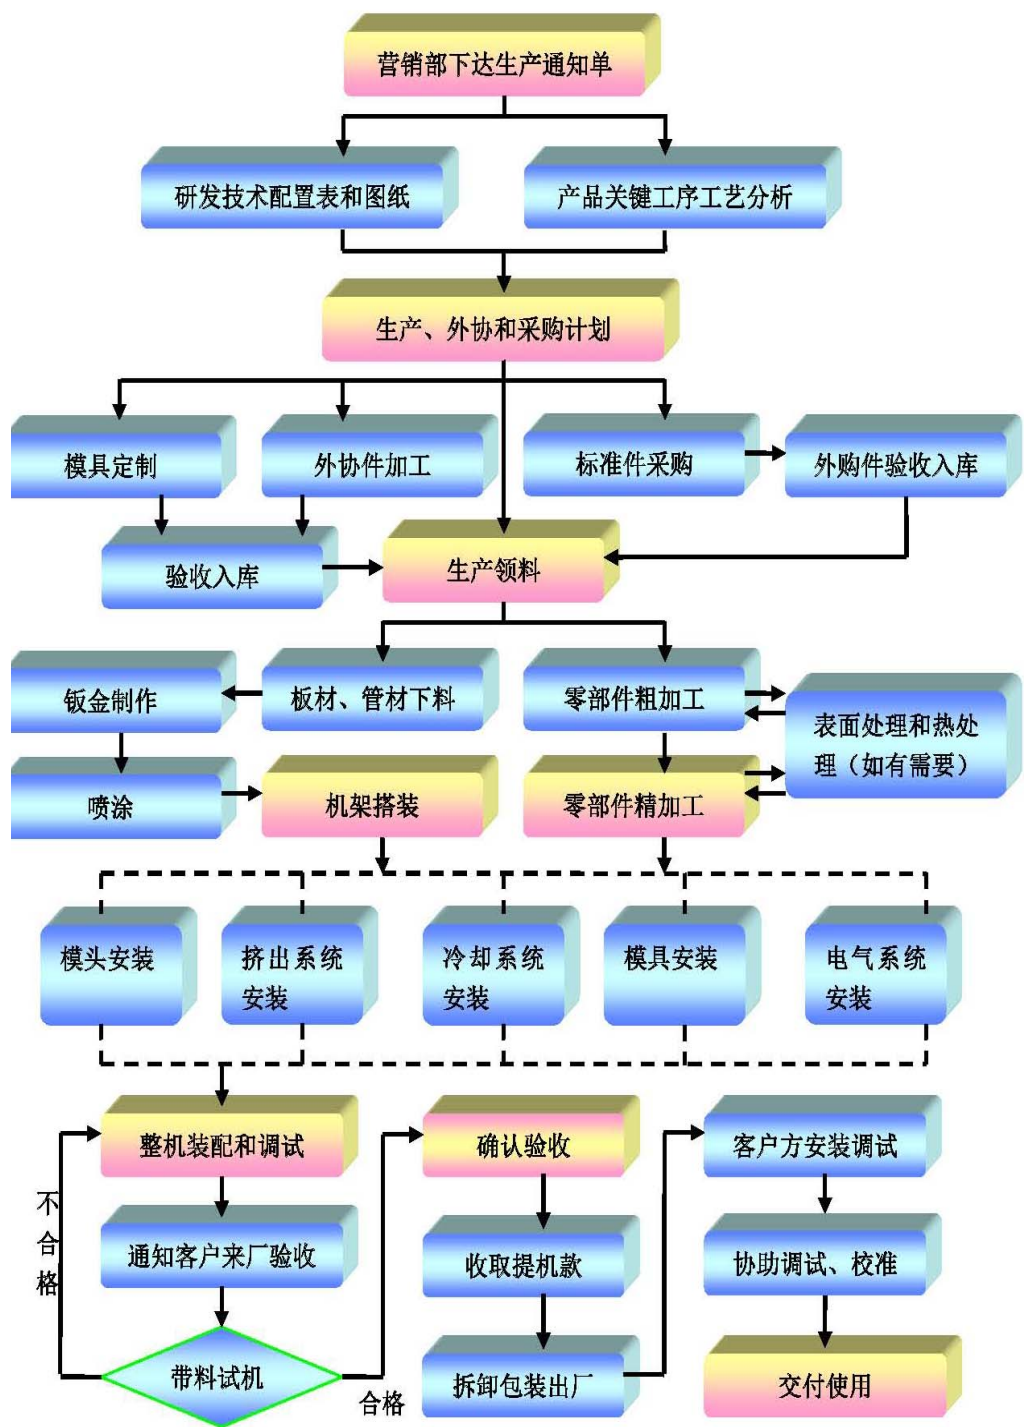 营销部下达生产通知单
研发技术配置表和图纸
产品关键工序工艺分析
生产、外协和采购计划
模具定制
外协件加工
标准件采购
外购件验收入库
验收入库
生产领料
钣金制作
板材、管材下料
零部件粗加工
表面处理和热处
理（如有需要）
喷涂
机架搭装
零部件精加工
模头安装
挤出系统
安装
冷却系统
安装
模具安装
电气系统
安装
整机装配和调试
确认验收
客户方安装调试
不
合
格
通知客户来厂验收
收取提机款
协助调试、校准
带料试机
合格
拆卸包装出厂
交付使用